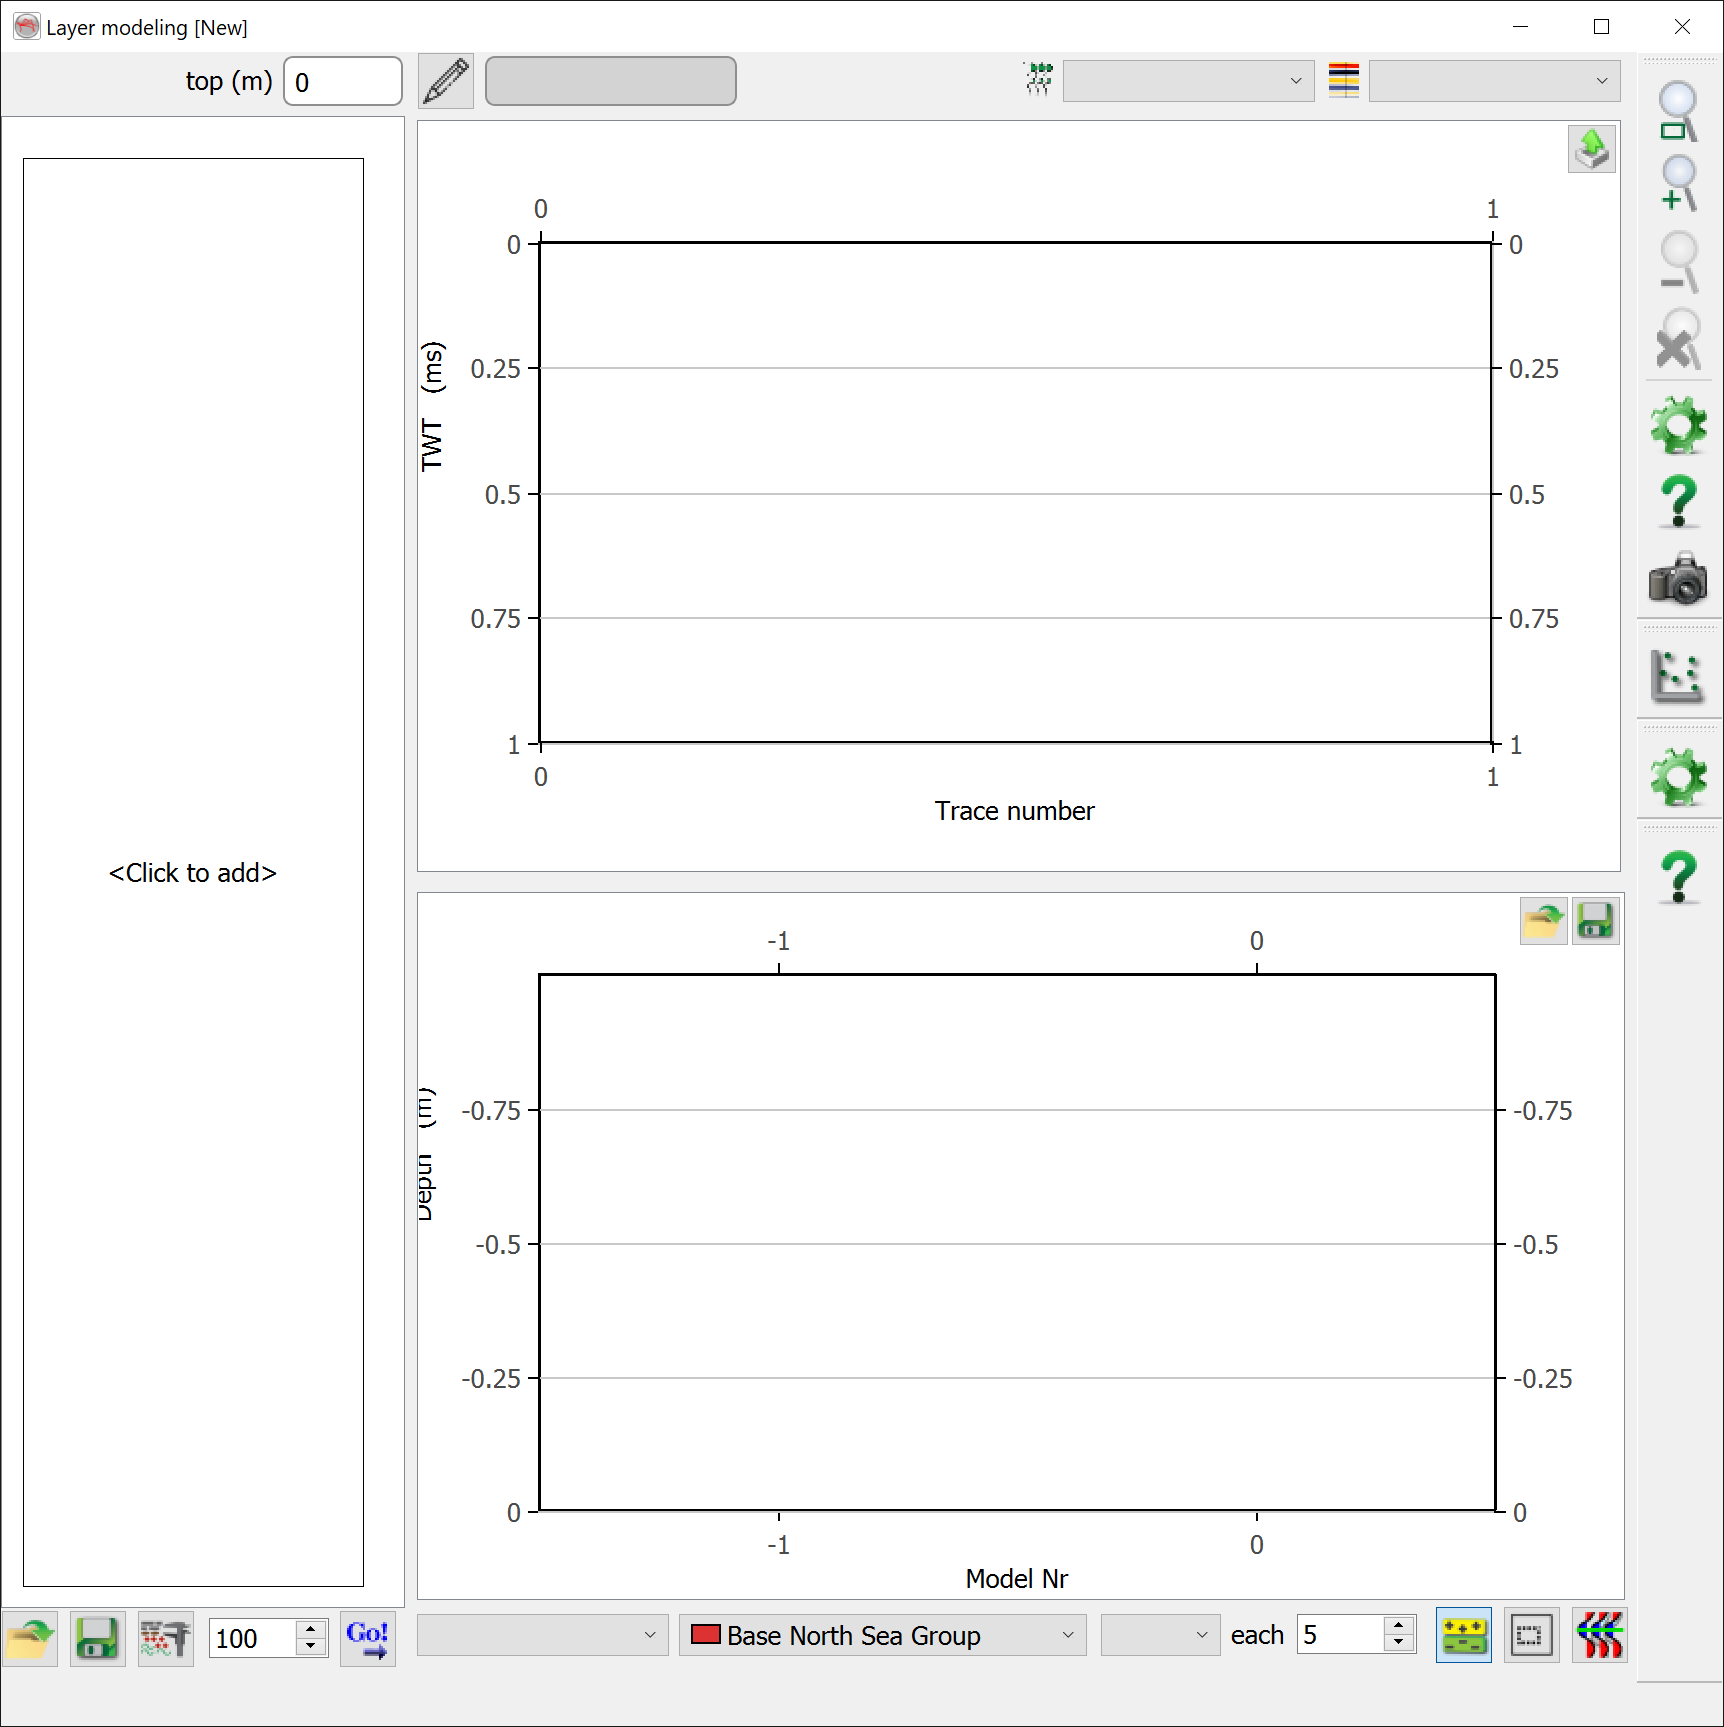 Layer modeling [New]
top (m) 0
0 1
0 0
0.25 0.25
0.5 0.5
0.75 0.75
1 1
0 1
TWT (ms)
Trace number
<Click to add>
-1 0
-0.75 -0.75
-0.5 -0.5
-0.25 -0.25
0 0
-1 0
Depth (m)
Model Nr
100 Go! Base North Sea Group each 5